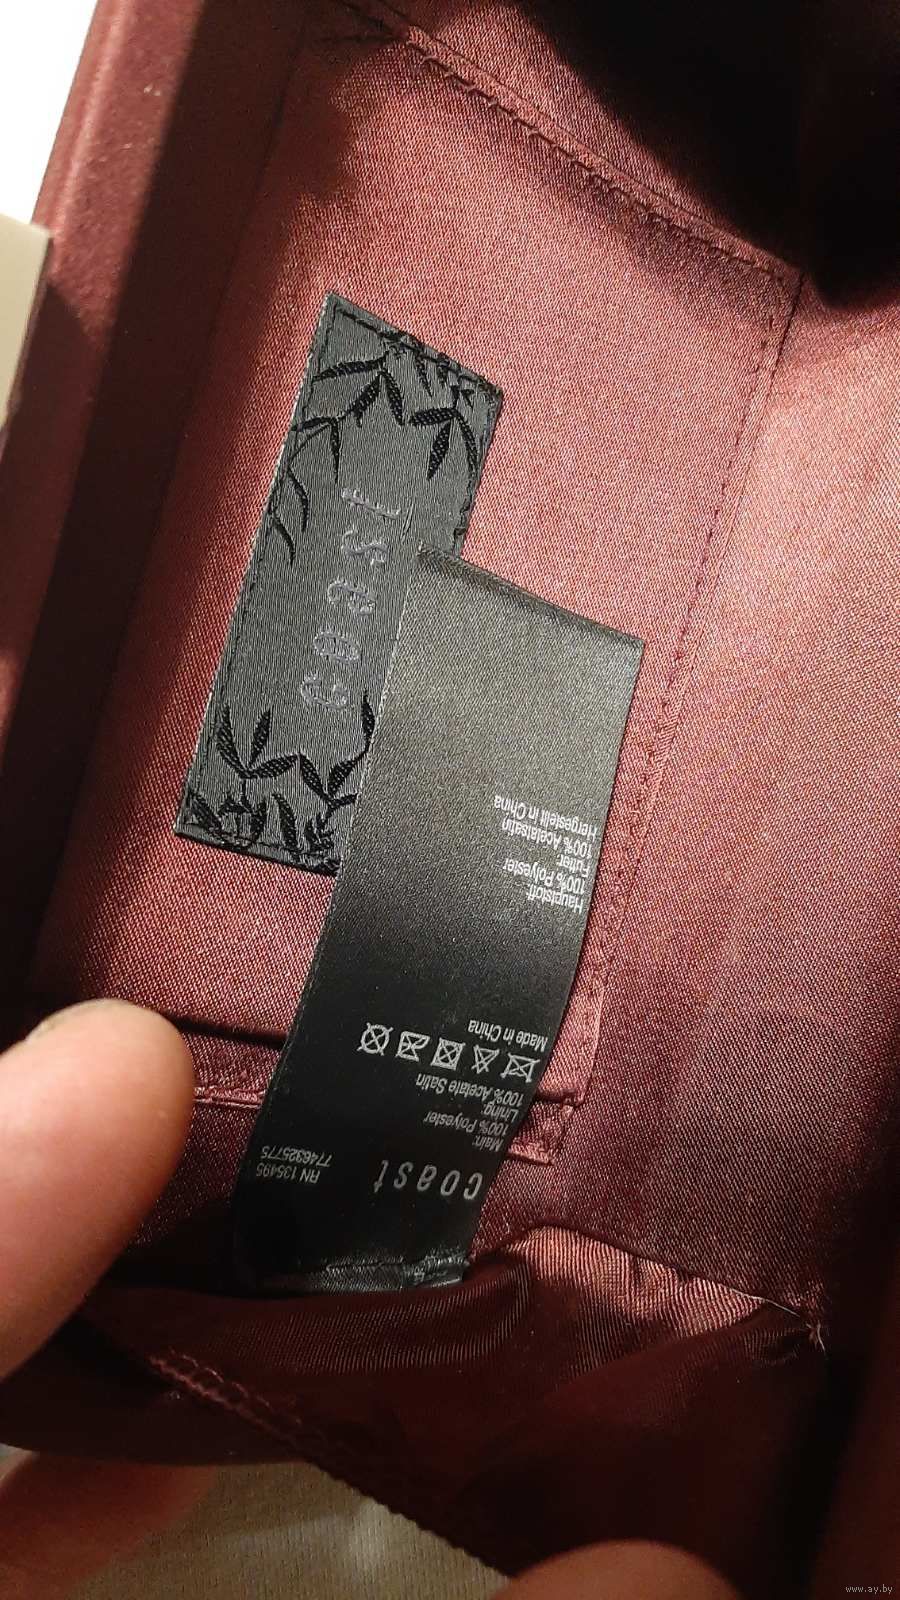 coast
coast
RN 135495
774632575
Main:
100% Polyester
Lining:
100% Acetate Satin
Made in China
Hauptstoff:
100% Polyester
Futter:
100% Acetatsatin
Hergestellt in China
www.ay.by